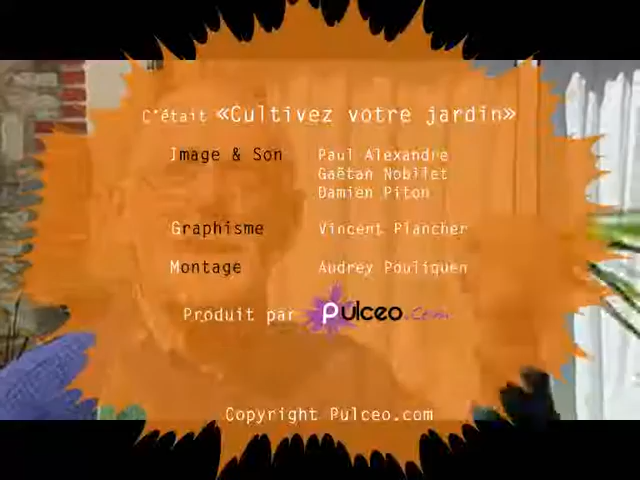 C'était «Cultivez votre jardin»
Image & Son Paul Alexandre
Gaëtan Nobilet
Damien Piton
Graphisme Vincent Plancher
Montage Audrey Pouliquen
Produit par Pulceo.com
Copyright Pulceo.com